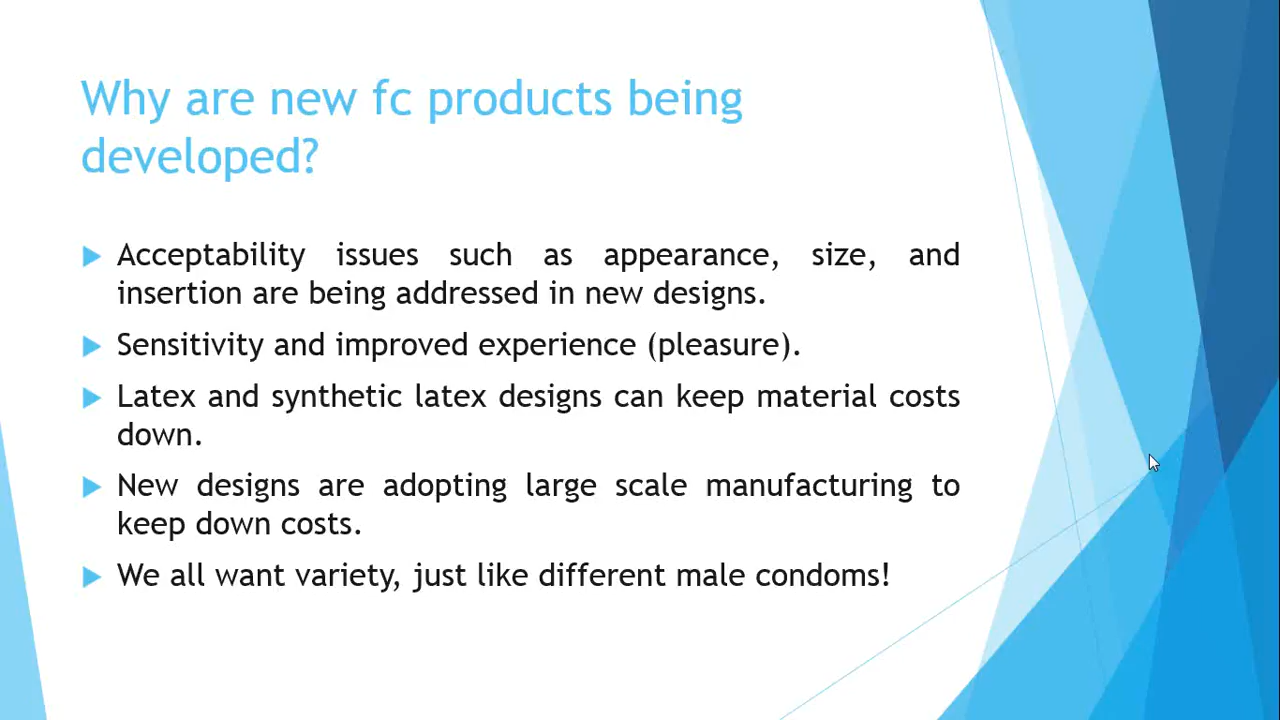 Why are new fc products being
developed?
Acceptability issues such as appearance, size, and
insertion are being addressed in new designs.
Sensitivity and improved experience (pleasure).
Latex and synthetic latex designs can keep material costs
down.
New designs are adopting large scale manufacturing to
keep down costs.
We all want variety, just like different male condoms!